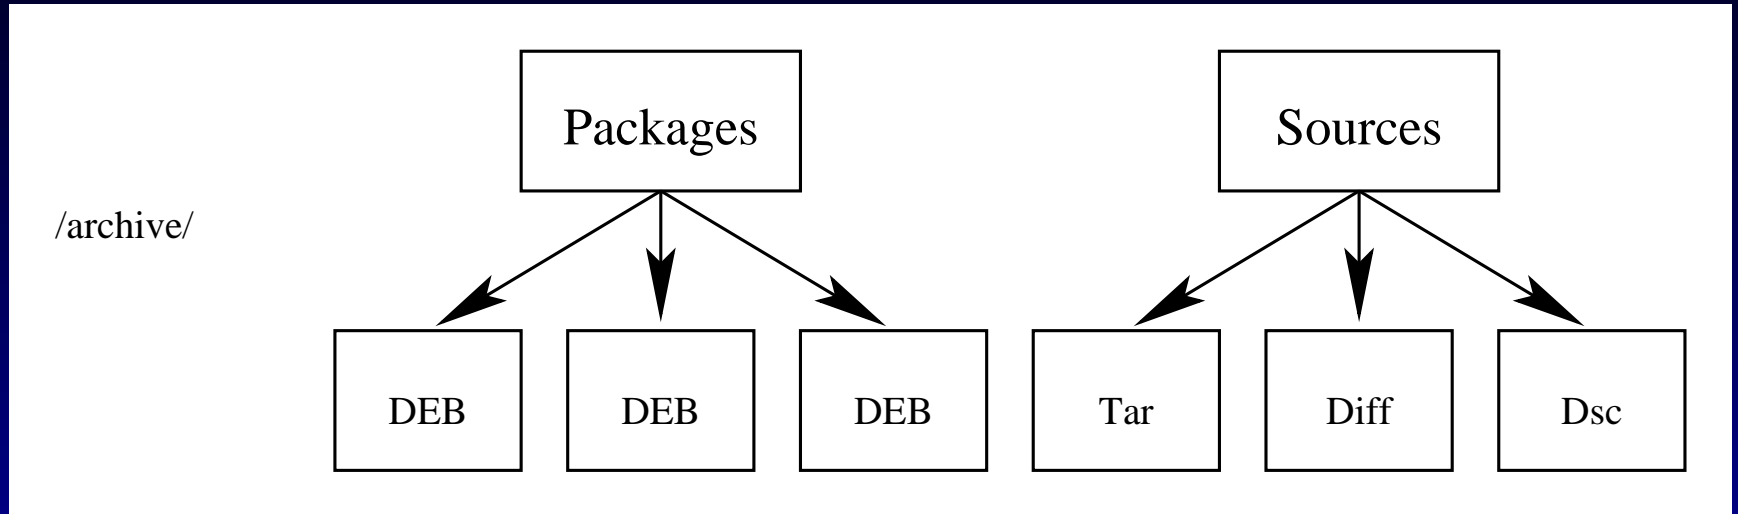 Packages
Sources
/archive/
DEB
DEB
DEB
Tar
Diff
Dsc